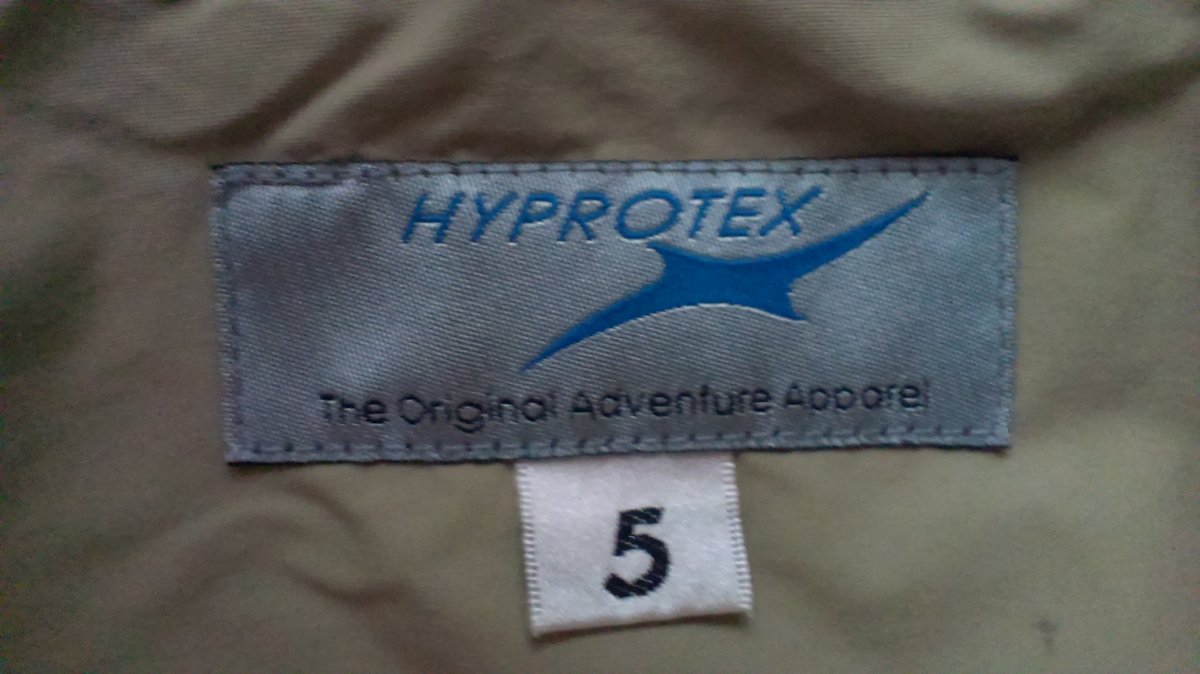 HYPROTEX
The Original Adventure Apparel
5